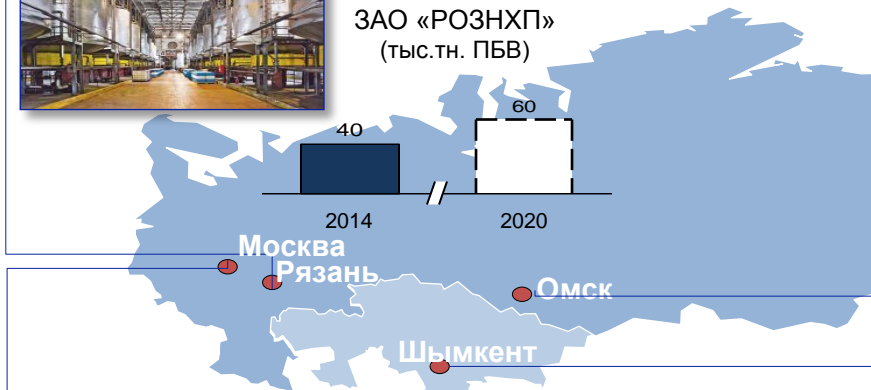 ЗАО «РОЗНХП»
(тыс.тн. ПБВ)
60
40
2014
2020
Москва
Рязань
Омск
Шымкент